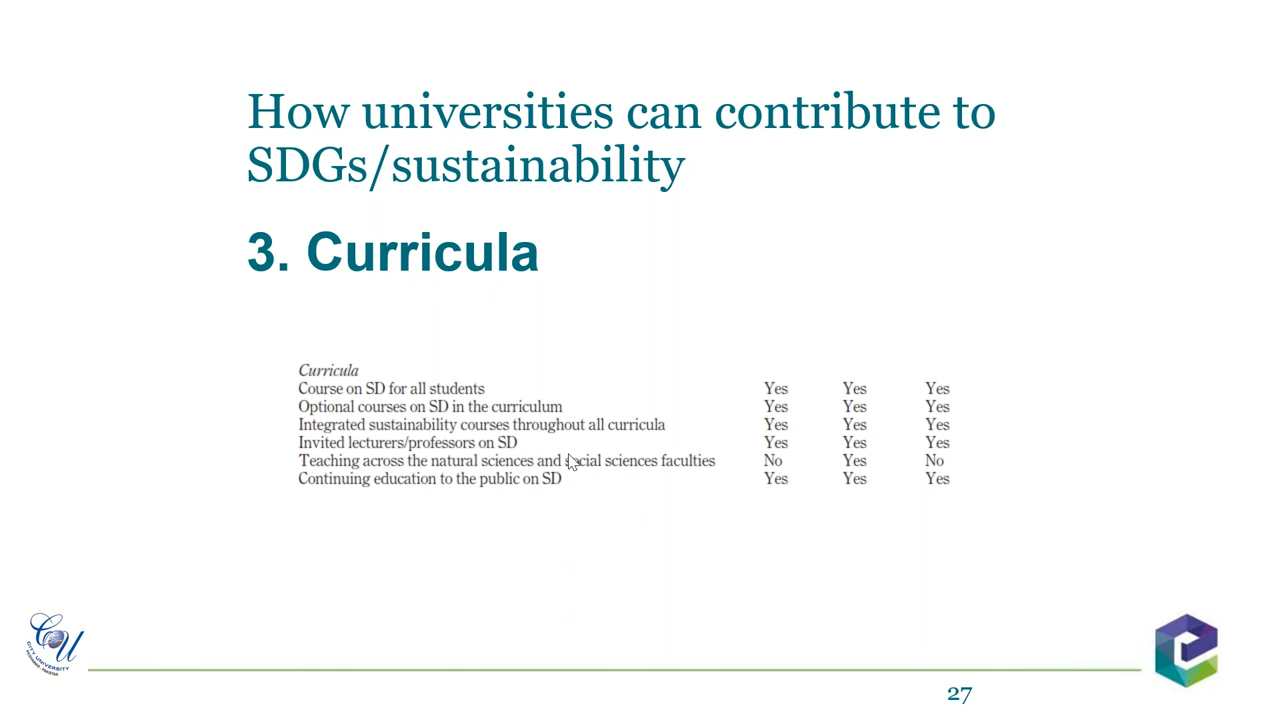 How universities can contribute to
SDGs/sustainability
3. Curricula
Curricula
Course on SD for all students Yes Yes Yes
Optional courses on SD in the curriculum Yes Yes Yes
Integrated sustainability courses throughout all curricula Yes Yes Yes
Invited lecturers/professors on SD Yes Yes Yes
Teaching across the natural sciences and social sciences faculties No Yes No
Continuing education to the public on SD Yes Yes Yes
CU
CITY UNIVERSITY
27